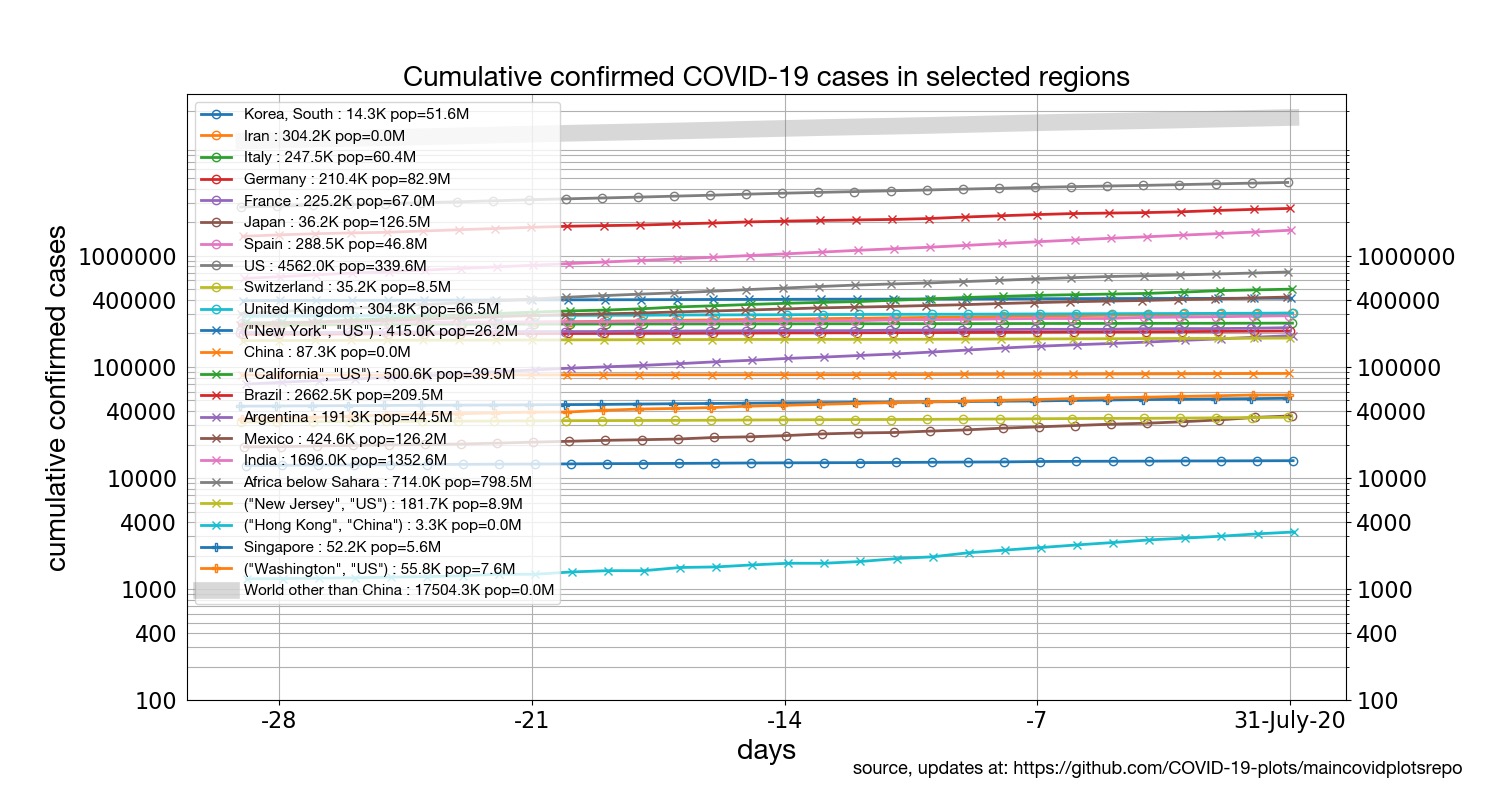 Cumulative confirmed COVID-19 cases in selected regions
cumulative confirmed cases
1000000
400000
100000
40000
10000
4000
1000
400
100
Korea, South : 14.3K pop=51.6M
Iran : 304.2K pop=0.0M
Italy : 247.5K pop=60.4M
Germany : 210.4K pop=82.9M
France : 225.2K pop=67.0M
Japan : 36.2K pop=126.5M
Spain : 288.5K pop=46.8M
US : 4562.0K pop=339.6M
Switzerland : 35.2K pop=8.5M
United Kingdom : 304.8K pop=66.5M
("New York", "US") : 415.0K pop=26.2M
China : 87.3K pop=0.0M
("California", "US") : 500.6K pop=39.5M
Brazil : 2662.5K pop=209.5M
Argentina : 191.3K pop=44.5M
Mexico : 424.6K pop=126.2M
India : 1696.0K pop=1352.6M
Africa below Sahara : 714.0K pop=798.5M
("New Jersey", "US") : 181.7K pop=8.9M
("Hong Kong", "China") : 3.3K pop=0.0M
Singapore : 52.2K pop=5.6M
("Washington", "US") : 55.8K pop=7.6M
World other than China : 17504.3K pop=0.0M
1000000
400000
100000
40000
10000
4000
1000
400
100
-28 -21 -14 -7 31-July-20
days
source, updates at: https://github.com/COVID-19-plots/maincovidplotsrepo